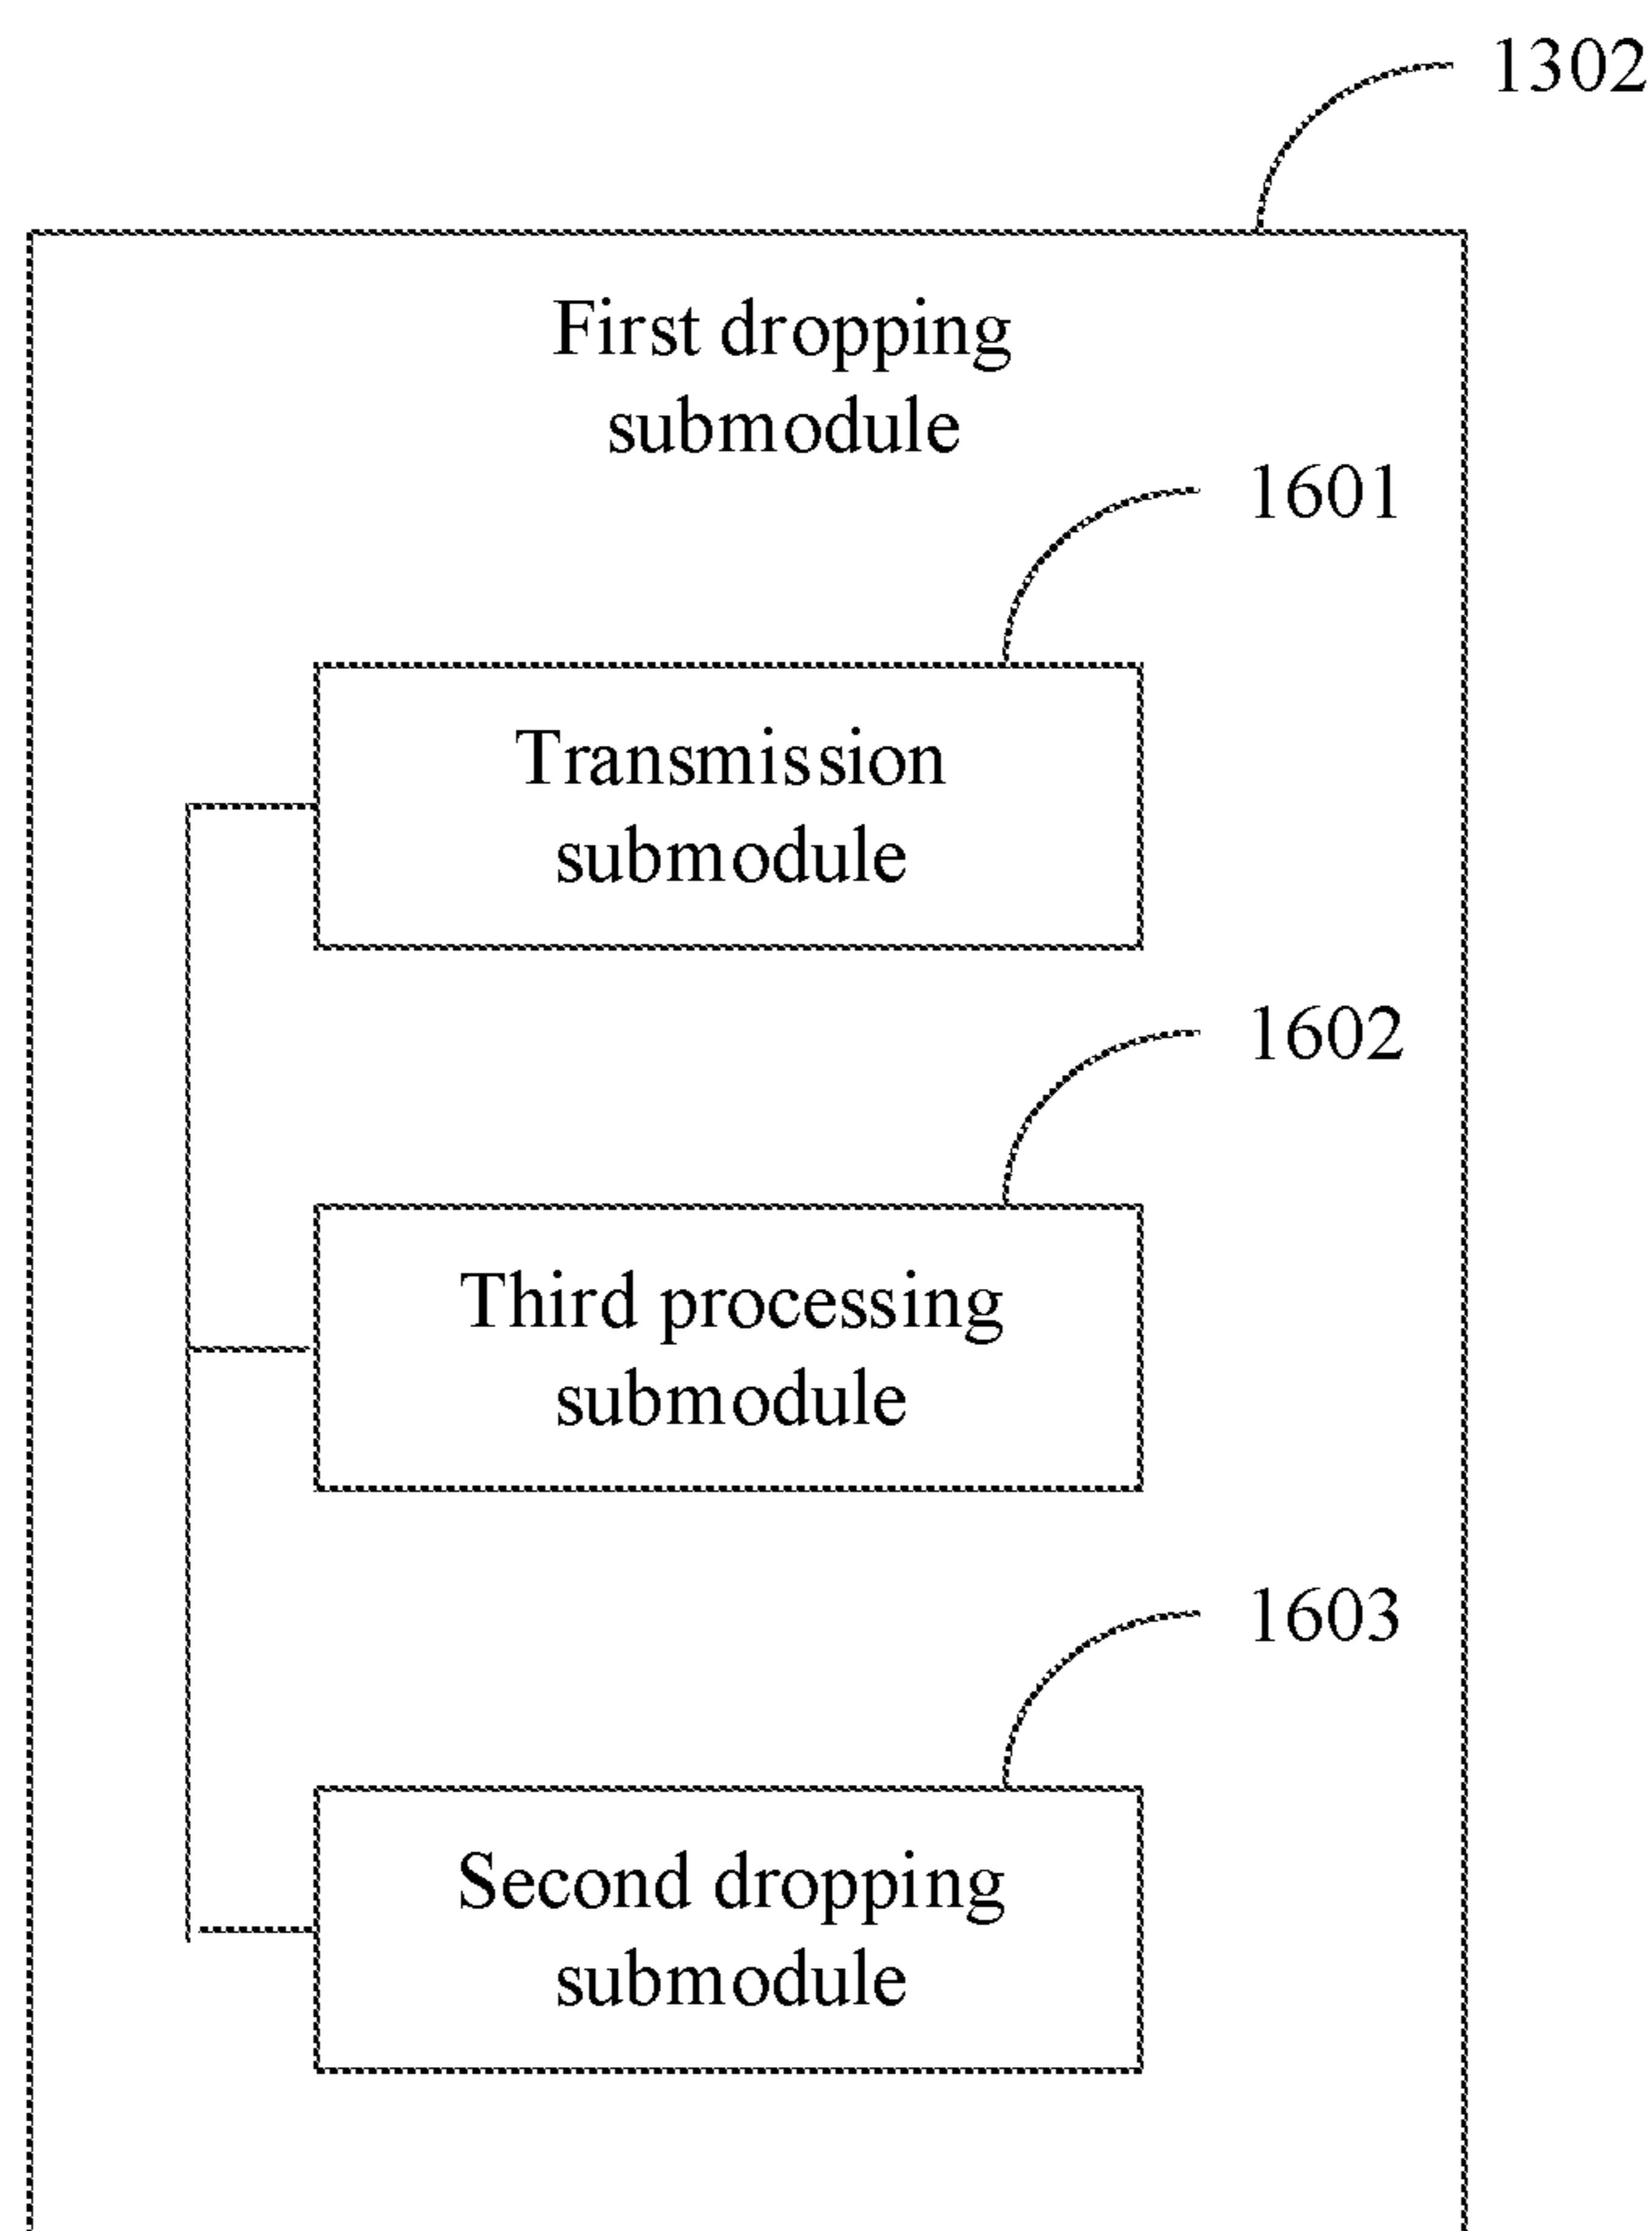 1302
First dropping
submodule
1601
Transmission
submodule
1602
Third processing
submodule
1603
Second dropping
submodule